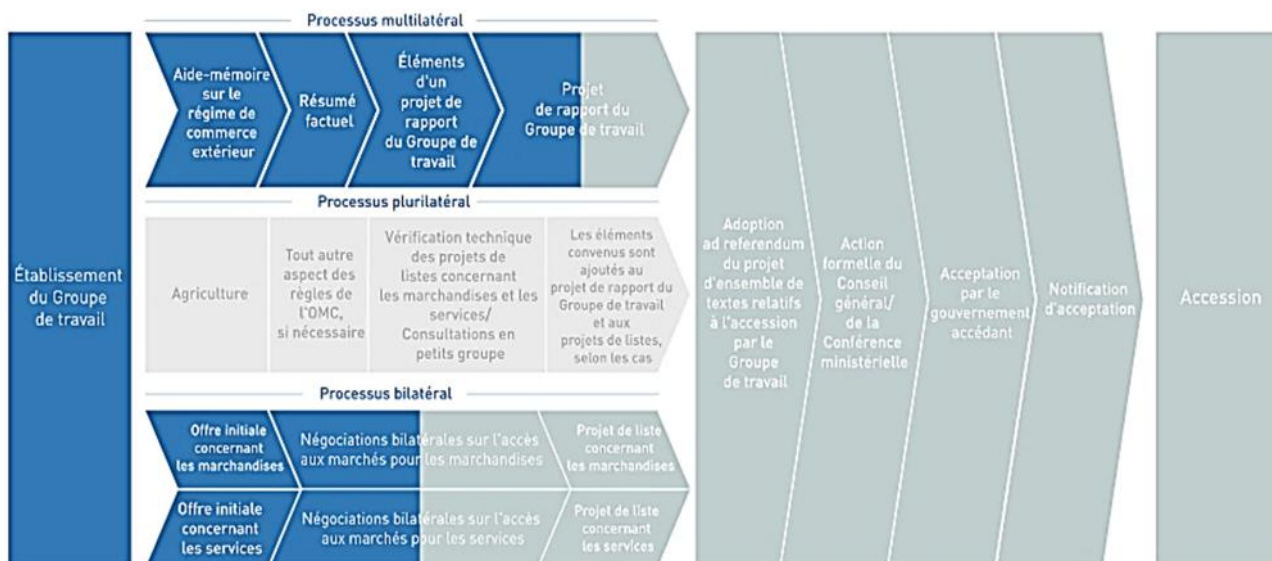 Établissement
du Groupe
de travail
Processus multilatéral
Aide-mémoire
sur le
régime de
commerce
extérieur
Résumé
factuel
Éléments
d'un
projet de
rapport
du Groupe de
travail
Projet
de rapport du
Groupe de travail
Processus plurilatéral
Agriculture
Tout autre
aspect des
règles de
l'OMC,
si nécessaire
Vérification technique
des projets de
listes concernant
les marchandises et les
services/
Consultations en
petits groupe
Les éléments
convenus sont
ajoutés au
projet de rapport du
Groupe de travail
et aux
projets de listes,
selon les cas
Processus bilatéral
Offre initiale
concernant
les marchandises
Négociations bilatérales sur l'accès
aux marchés pour les marchandises
Projet de liste
concernant
les marchandises
Offre initiale
concernant
les services
Négociations bilatérales sur l'accès
aux marchés pour les services
Projet de liste
concernant
les services
Adoption
ad referendum
du projet
d'ensemble de
textes relatifs
à l'accession
par le
Groupe
de travail
Action
formelle du
Conseil
général/
de la
Conférence
ministérielle
Acceptation
par le
gouvernement
accédant
Notification
d'acceptation
Accession